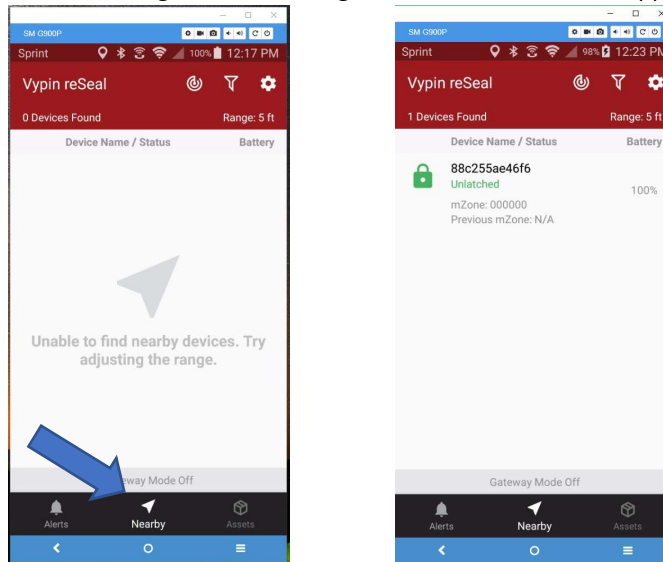 SM G900P
Sprint 100% 12:17 PM
Vypin reSeal
0 Devices Found Range: 5 ft
Device Name / Status Battery
Unable to find nearby devices. Try
adjusting the range.
eway Mode Off
Alerts Nearby Assets
SM G900P
Sprint 98% 12:23 PM
Vypin reSeal
1 Devices Found Range: 5 ft
Device Name / Status Battery
88c255ae46f6
Unlatched
100%
mZone: 000000
Previous mZone: N/A
Gateway Mode Off
Alerts Nearby Assets